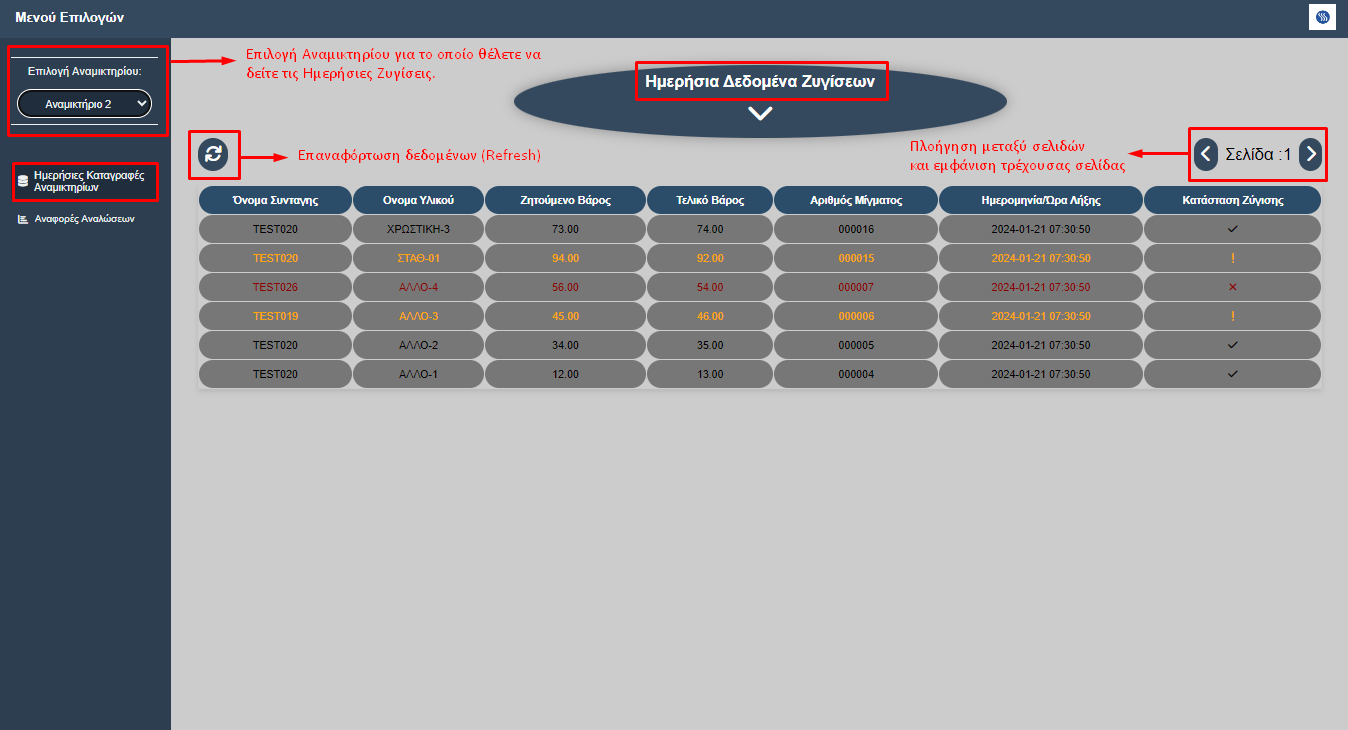 Μενού Επιλογών
Επιλογή Αναμικτηρίου:
Αναμικτήριο 2
Ημερήσιες Καταγραφές
Αναμικτηρίων
Αναφορές Αναλώσεων
Επιλογή Αναμικτηρίου για το οποίο θέλετε να
δείτε τις Ημερήσιες Ζυγίσεις.
Ημερήσια Δεδομένα Ζυγίσεων
Επαναφόρτωση δεδομένων (Refresh)
Πλοήγηση μεταξύ σελιδών
και εμφάνιση τρέχουσας σελίδας
Σελίδα :1
Όνομα Συνταγης Ονομα Υλικού Ζητούμενο Βάρος Τελικό Βάρος Αριθμός Μίγματος Ημερομηνία/Ώρα Λήξης Κατάσταση Ζύγισης
TEST020 ΧΡΩΣΤΙΚΗ-3 73.00 74.00 000016 2024-01-21 07:30:50 ✓
TEST020 ΣΤΑΘ-01 94.00 92.00 000015 2024-01-21 07:30:50 !
TEST026 ΑΛΛΟ-4 56.00 54.00 000007 2024-01-21 07:30:50 ✕
TEST019 ΑΛΛΟ-3 45.00 46.00 000006 2024-01-21 07:30:50 !
TEST020 ΑΛΛΟ-2 34.00 35.00 000005 2024-01-21 07:30:50 ✓
TEST020 ΑΛΛΟ-1 12.00 13.00 000004 2024-01-21 07:30:50 ✓